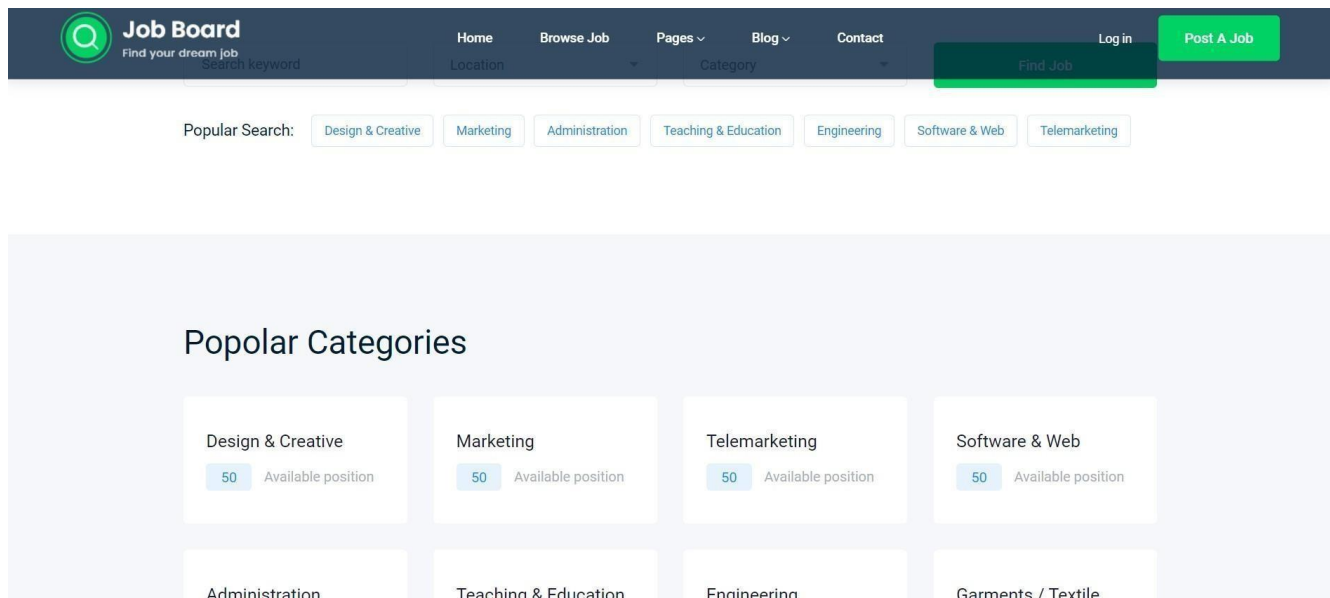 Job Board
Find your dream job
Home Browse Job Pages Blog Contact Log in Post A Job
Search keyword Location Category Find Job
Popular Search: Design & Creative Marketing Administration Teaching & Education Engineering Software & Web Telemarketing
Popolar Categories
Design & Creative Marketing Telemarketing Software & Web
50 Available position 50 Available position 50 Available position 50 Available position
Administration Teaching & Education Engineering Garments / Textile